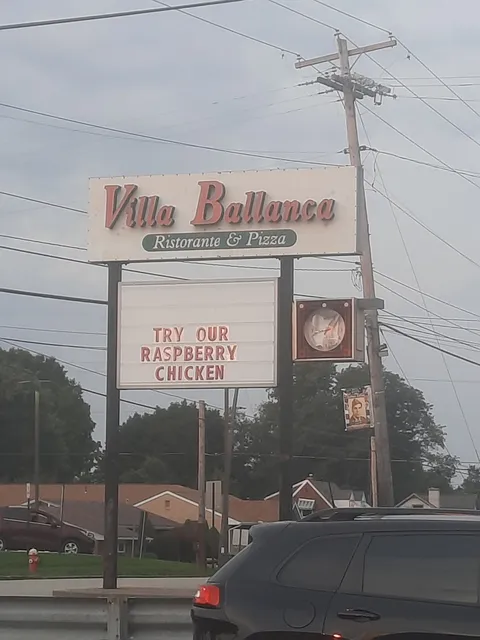 Villa Ballanca
Ristorante & Pizza
TRY OUR
RASPBERRY
CHICKEN